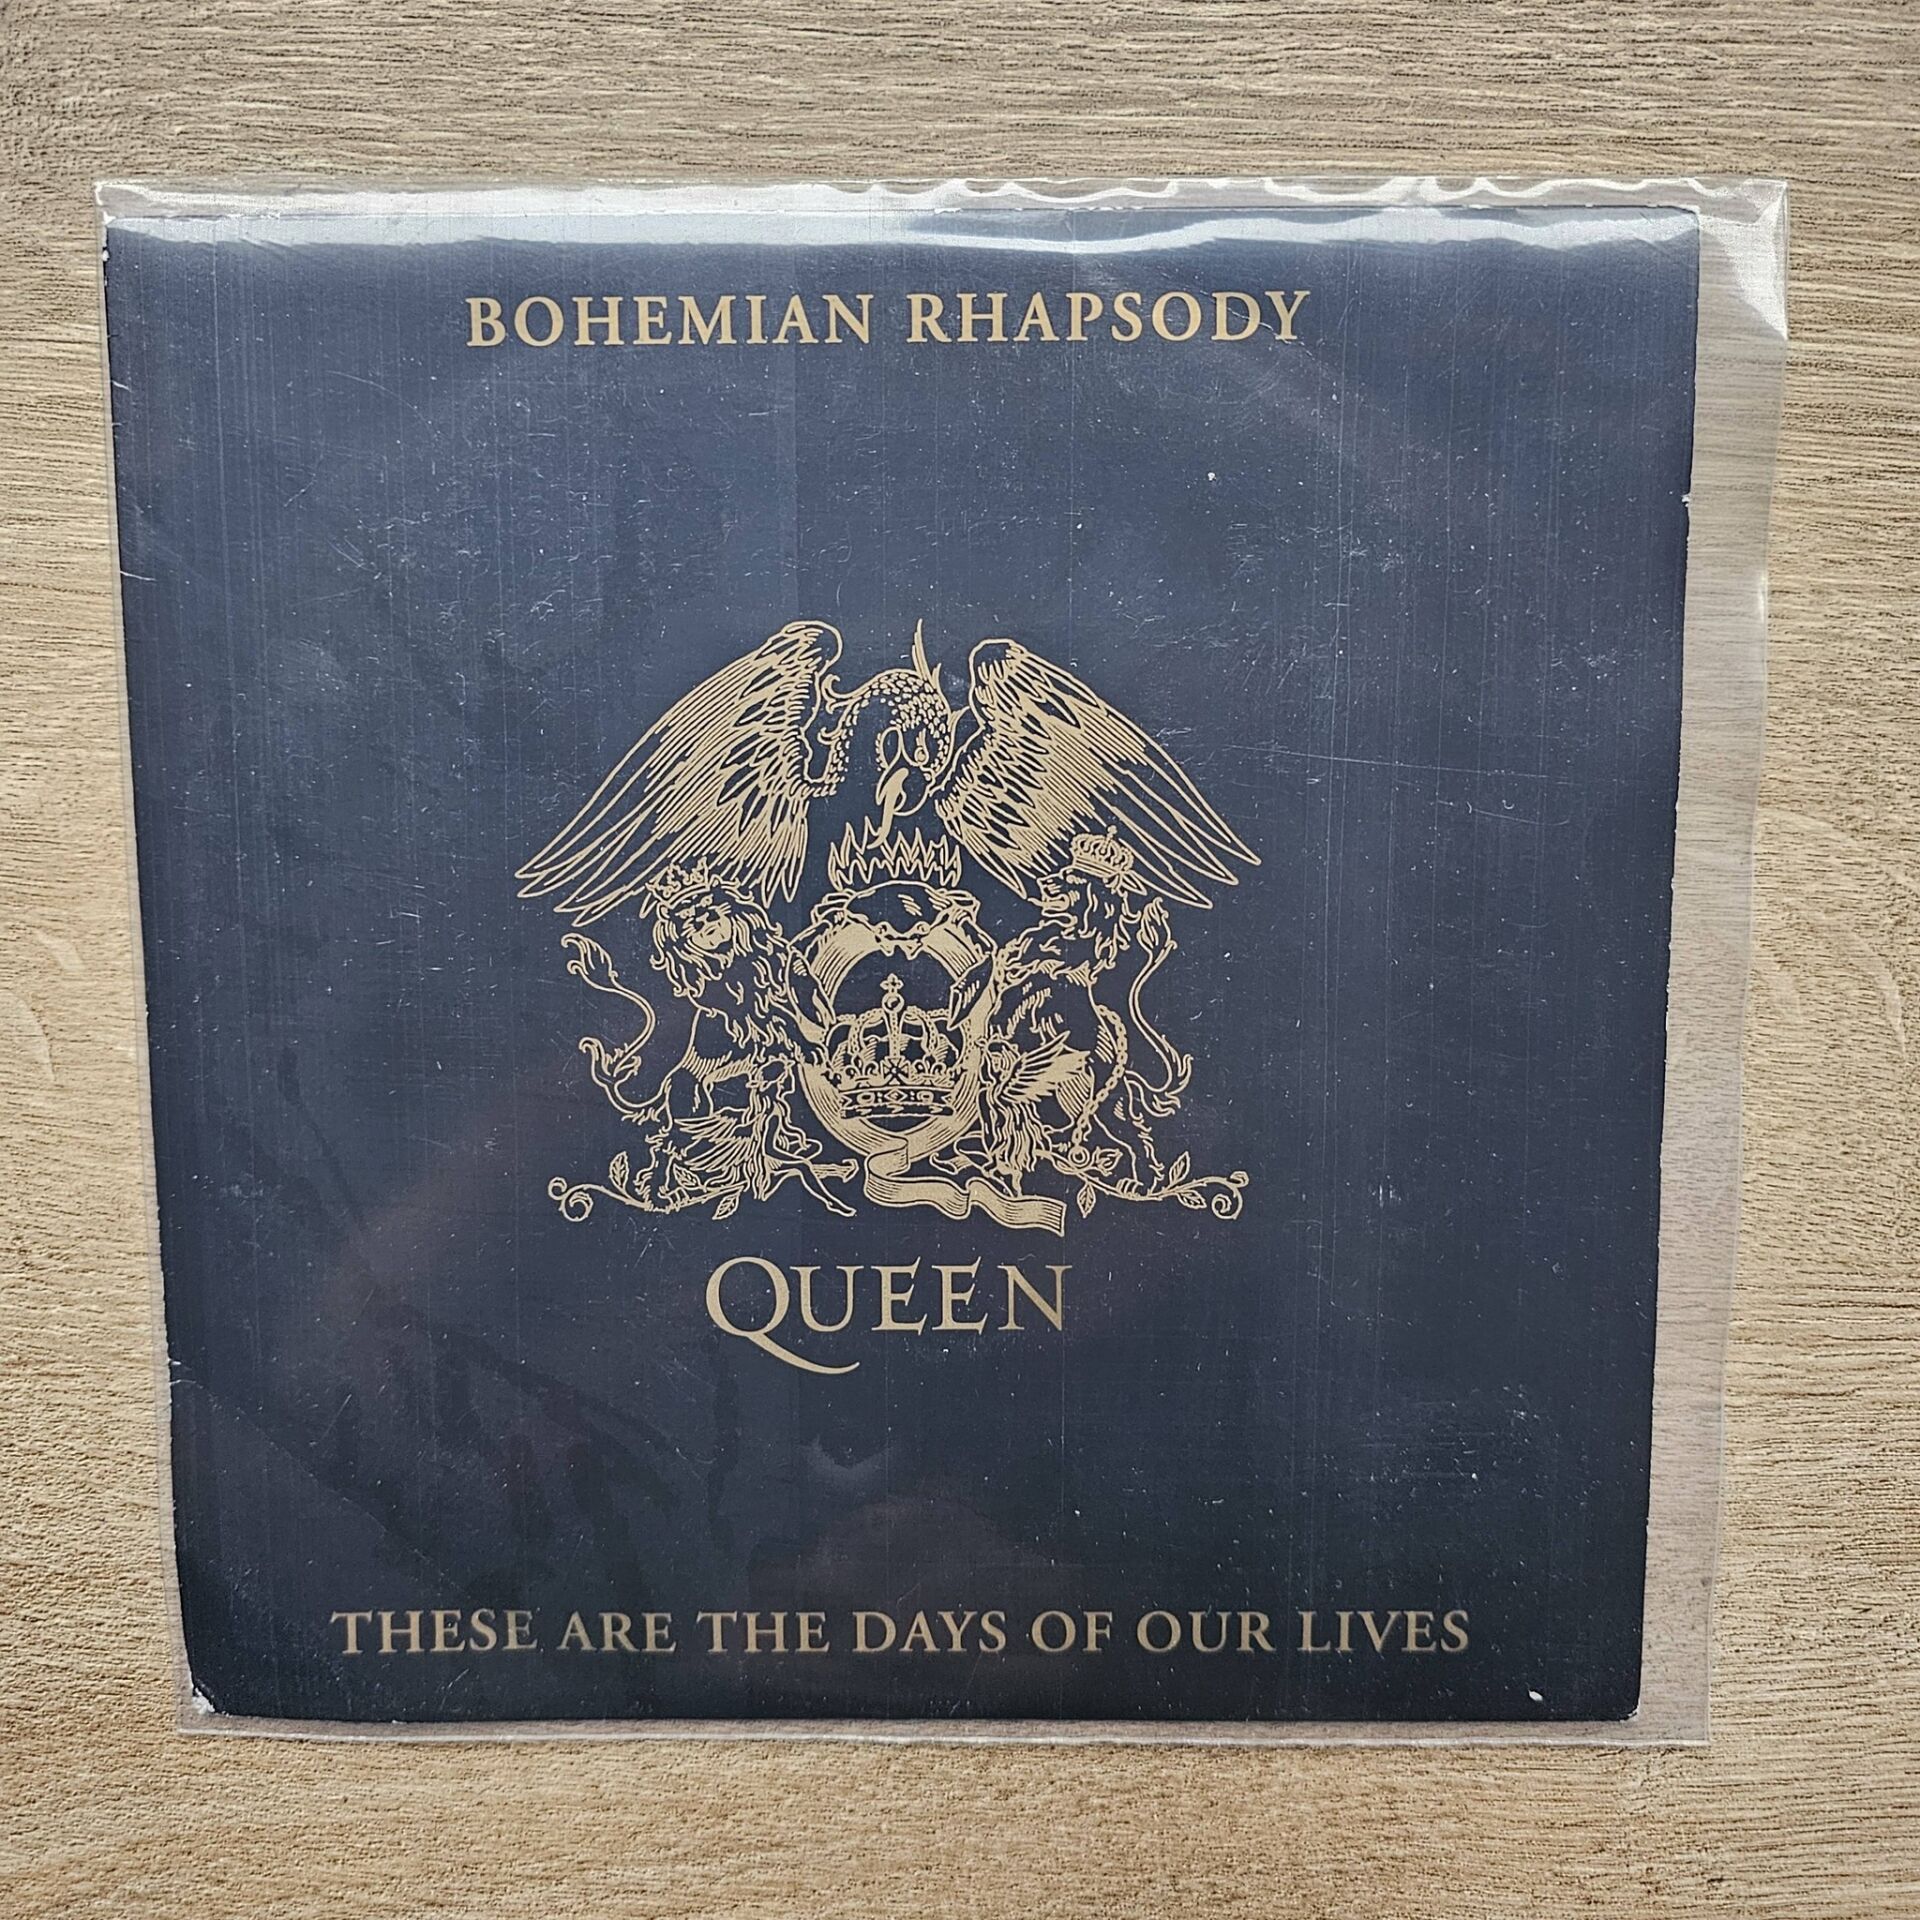 BOHEMIAN RHAPSODY
QUEEN
THESE ARE THE DAYS OF OUR LIVES